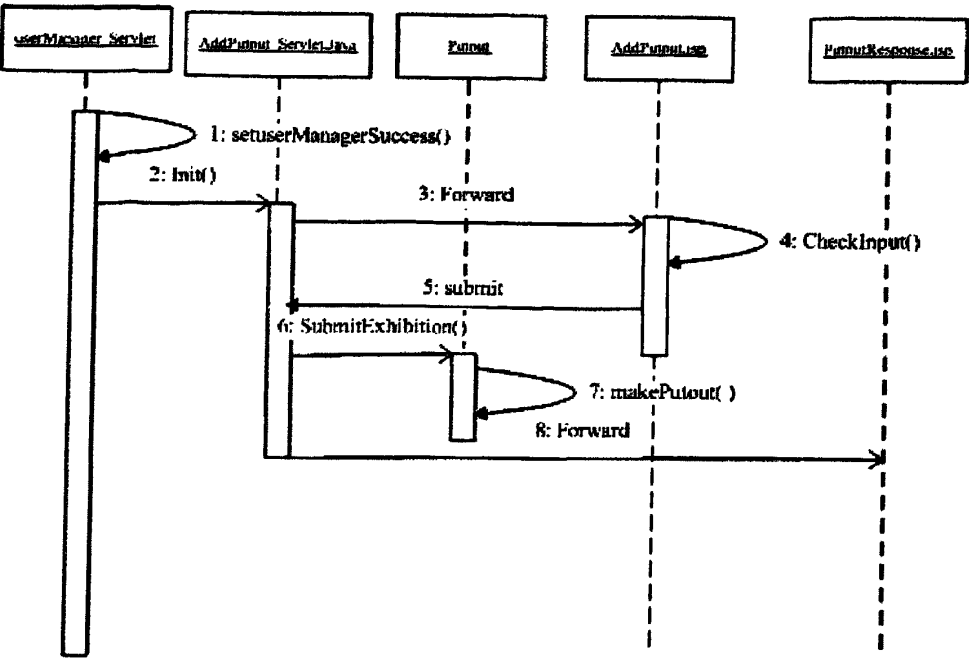 userManager_Servlet
AddPutout_Servlet.Java
Putout
AddPutout.jsp
PutoutResponse.jsp
1: setuserManagerSuccess()
2: Init()
3: Forward
4: CheckInput()
5: submit
6: SubmitExhibition()
7: makePutout( )
8: Forward